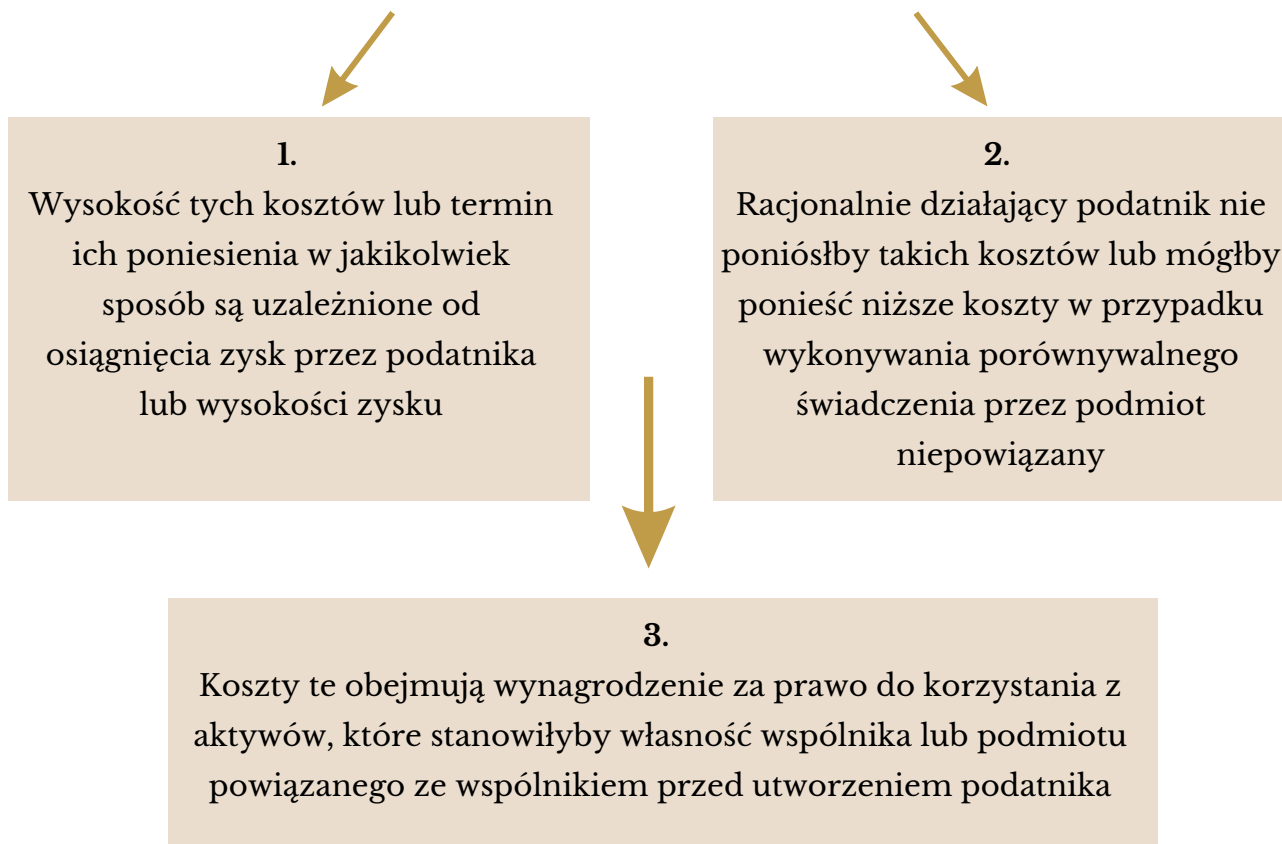 1.
Wysokość tych kosztów lub termin
ich poniesienia w jakikolwiek
sposób są uzależnione od
osiągnięcia zysk przez podatnika
lub wysokości zysku
2.
Racjonalnie działający podatnik nie
poniósłby takich kosztów lub mógłby
ponieść niższe koszty w przypadku
wykonywania porównywalnego
świadczenia przez podmiot
niepowiązany
3.
Koszty te obejmują wynagrodzenie za prawo do korzystania z
aktywów, które stanowiłyby własność wspólnika lub podmiotu
powiązanego ze wspólnikiem przed utworzeniem podatnika